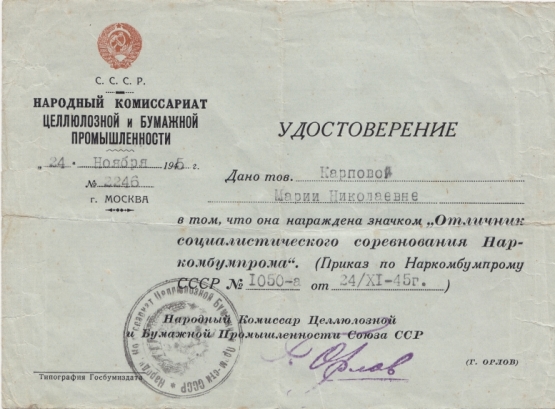 С. С. С. Р.
НАРОДНЫЙ КОМИССАРИАТ
ЦЕЛЛЮЛОЗНОЙ и БУМАЖНОЙ
ПРОМЫШЛЕННОСТИ
„24. Ноября 1945 г.
№ 2246
г. МОСКВА
УДОСТОВЕРЕНИЕ
Дано тов. Карповой
Марии Николаевне
в том, что она награждена значком „Отличник
социалистического соревнования Нар-
комбумпрома". (Приказ по Наркомбумпрому
СССР № 1050-а от 24/XI-45г. )
Народный Комиссар Целлюлозной
и Бумажной Промышленности Союза ССР
Орлов
(Г. ОРЛОВ)
Типография Госбумиздата